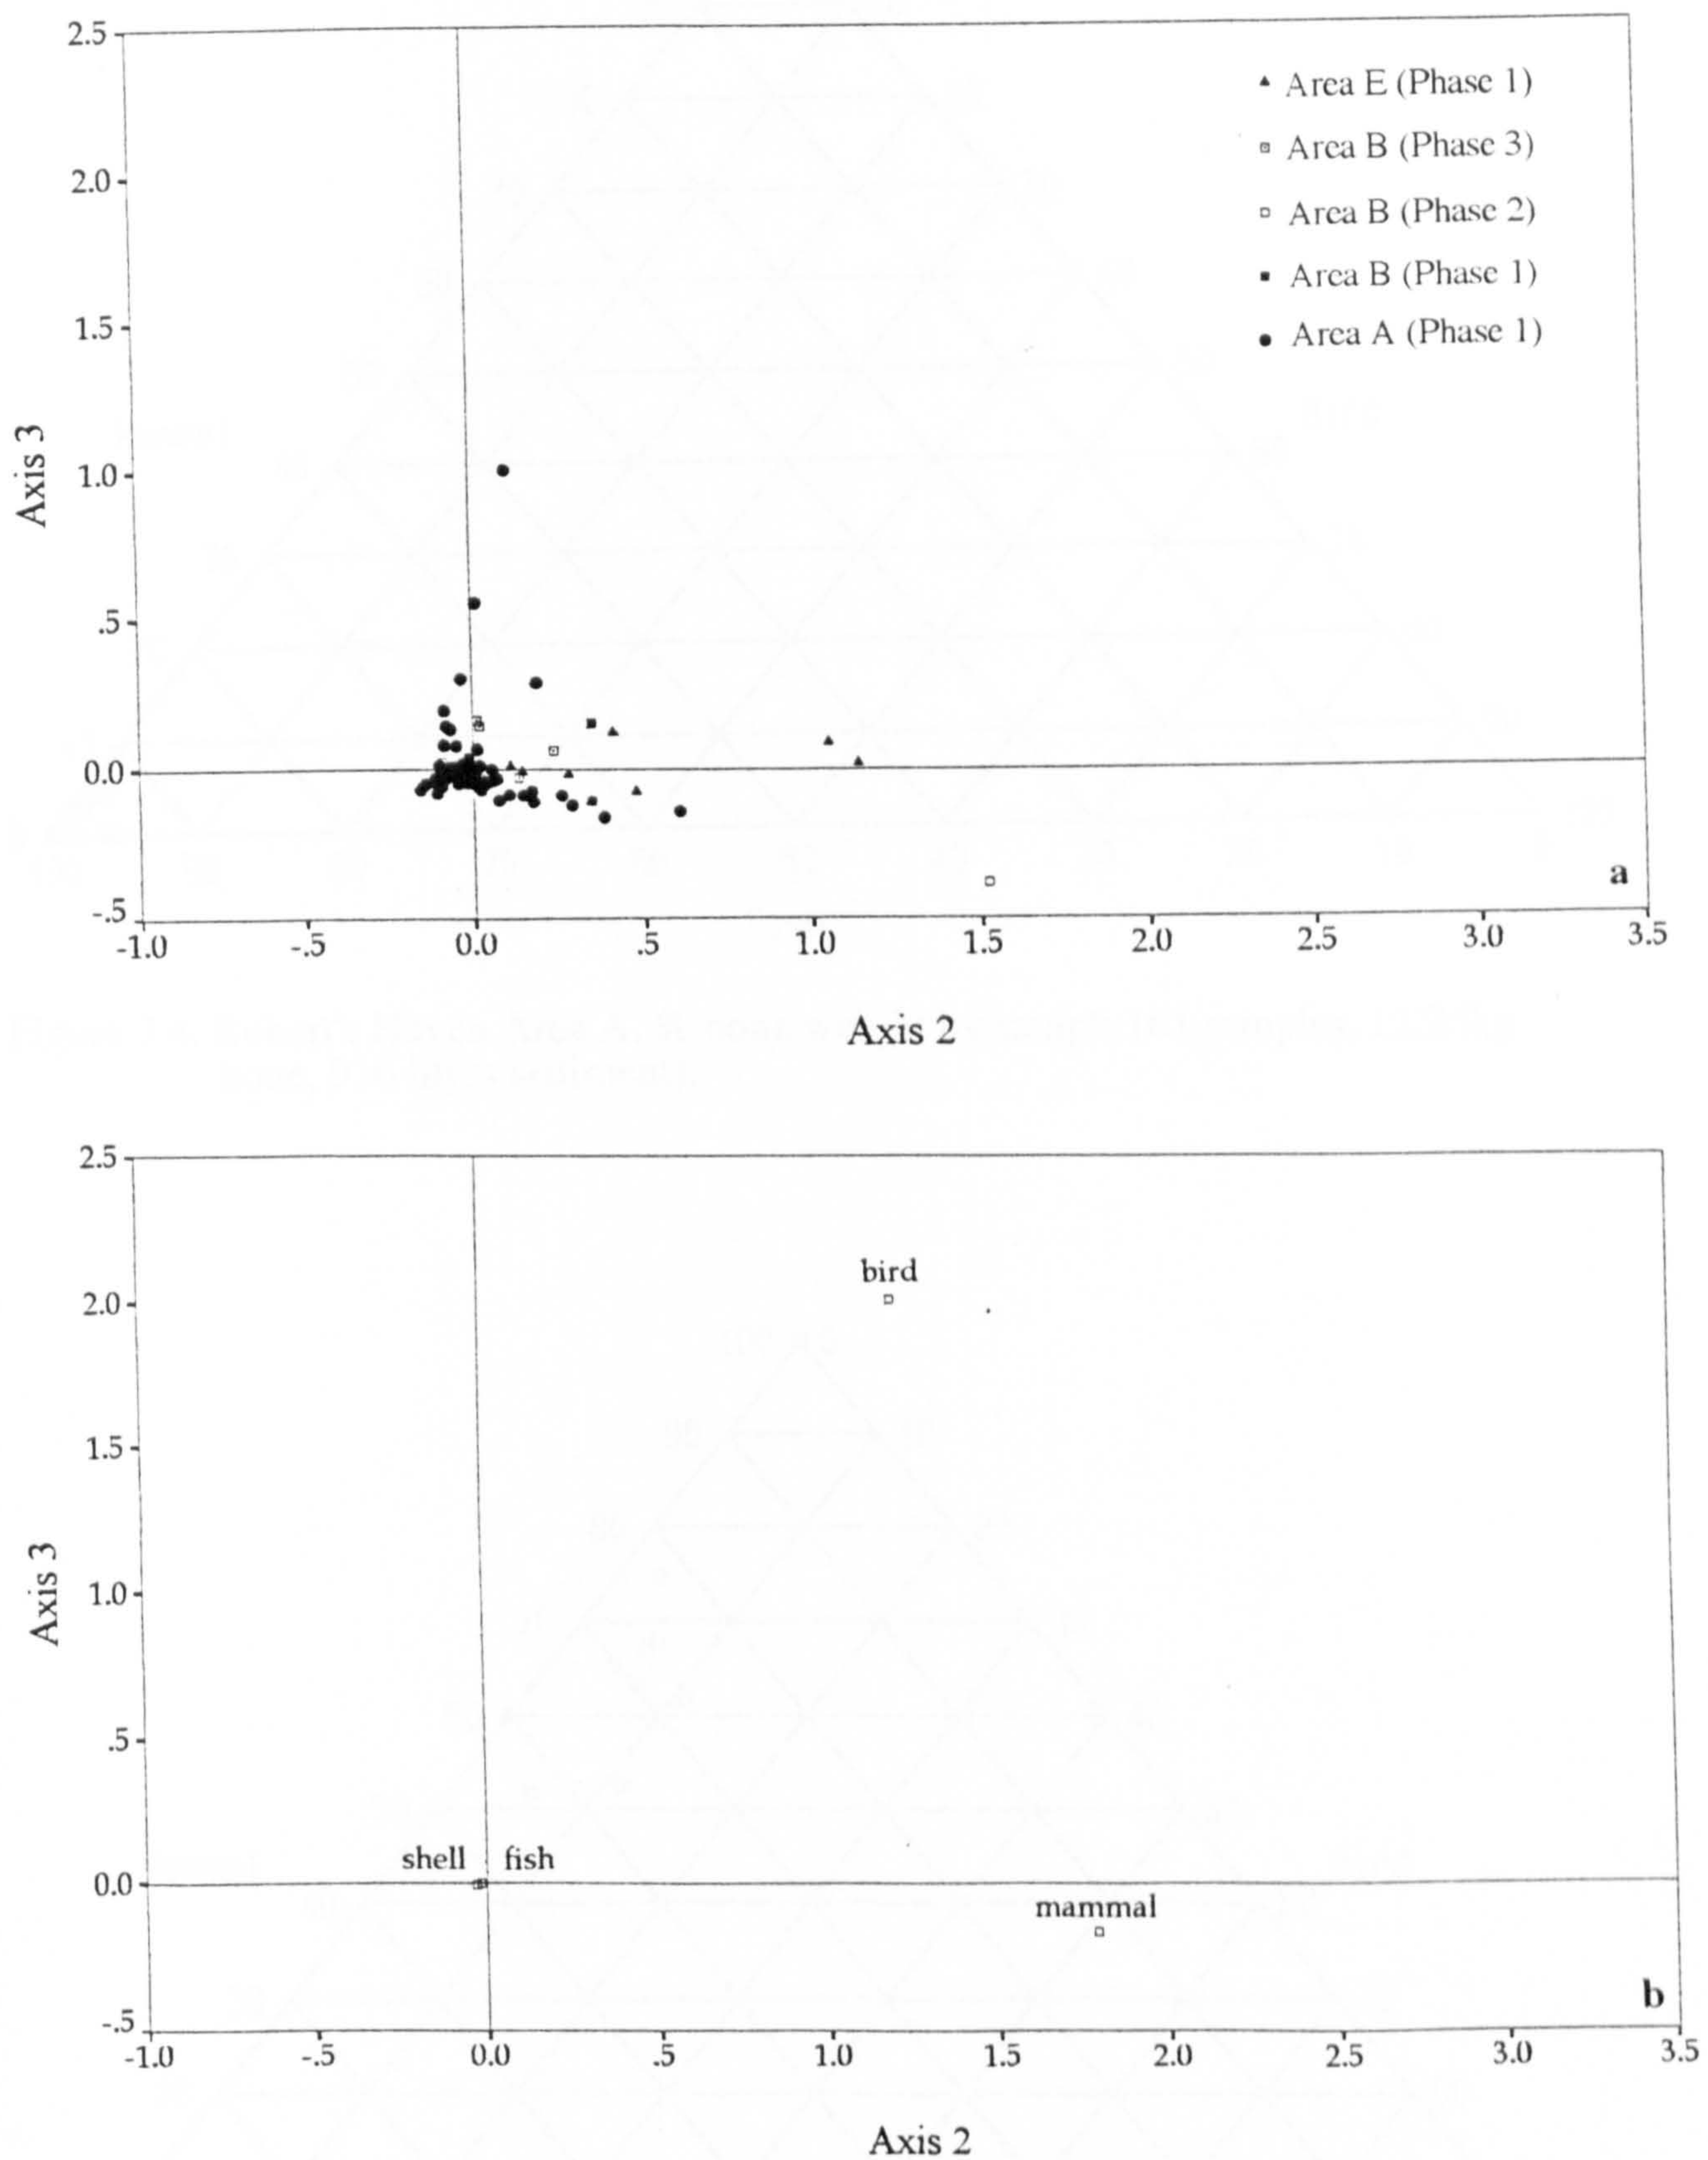 2.5
2.0
1.5
1.0
.5
0.0
-.5
Axis 3
Area E (Phase 1)
Area B (Phase 3)
Area B (Phase 2)
Area B (Phase 1)
Area A (Phase 1)
a
-1.0 -.5 0.0 .5 1.0 1.5 2.0 2.5 3.0 3.5
Axis 2
2.5
2.0
1.5
1.0
.5
0.0
-.5
Axis 3
bird
shell fish
mammal
b
-1.0 -.5 0.0 .5 1.0 1.5 2.0 2.5 3.0 3.5
Axis 2